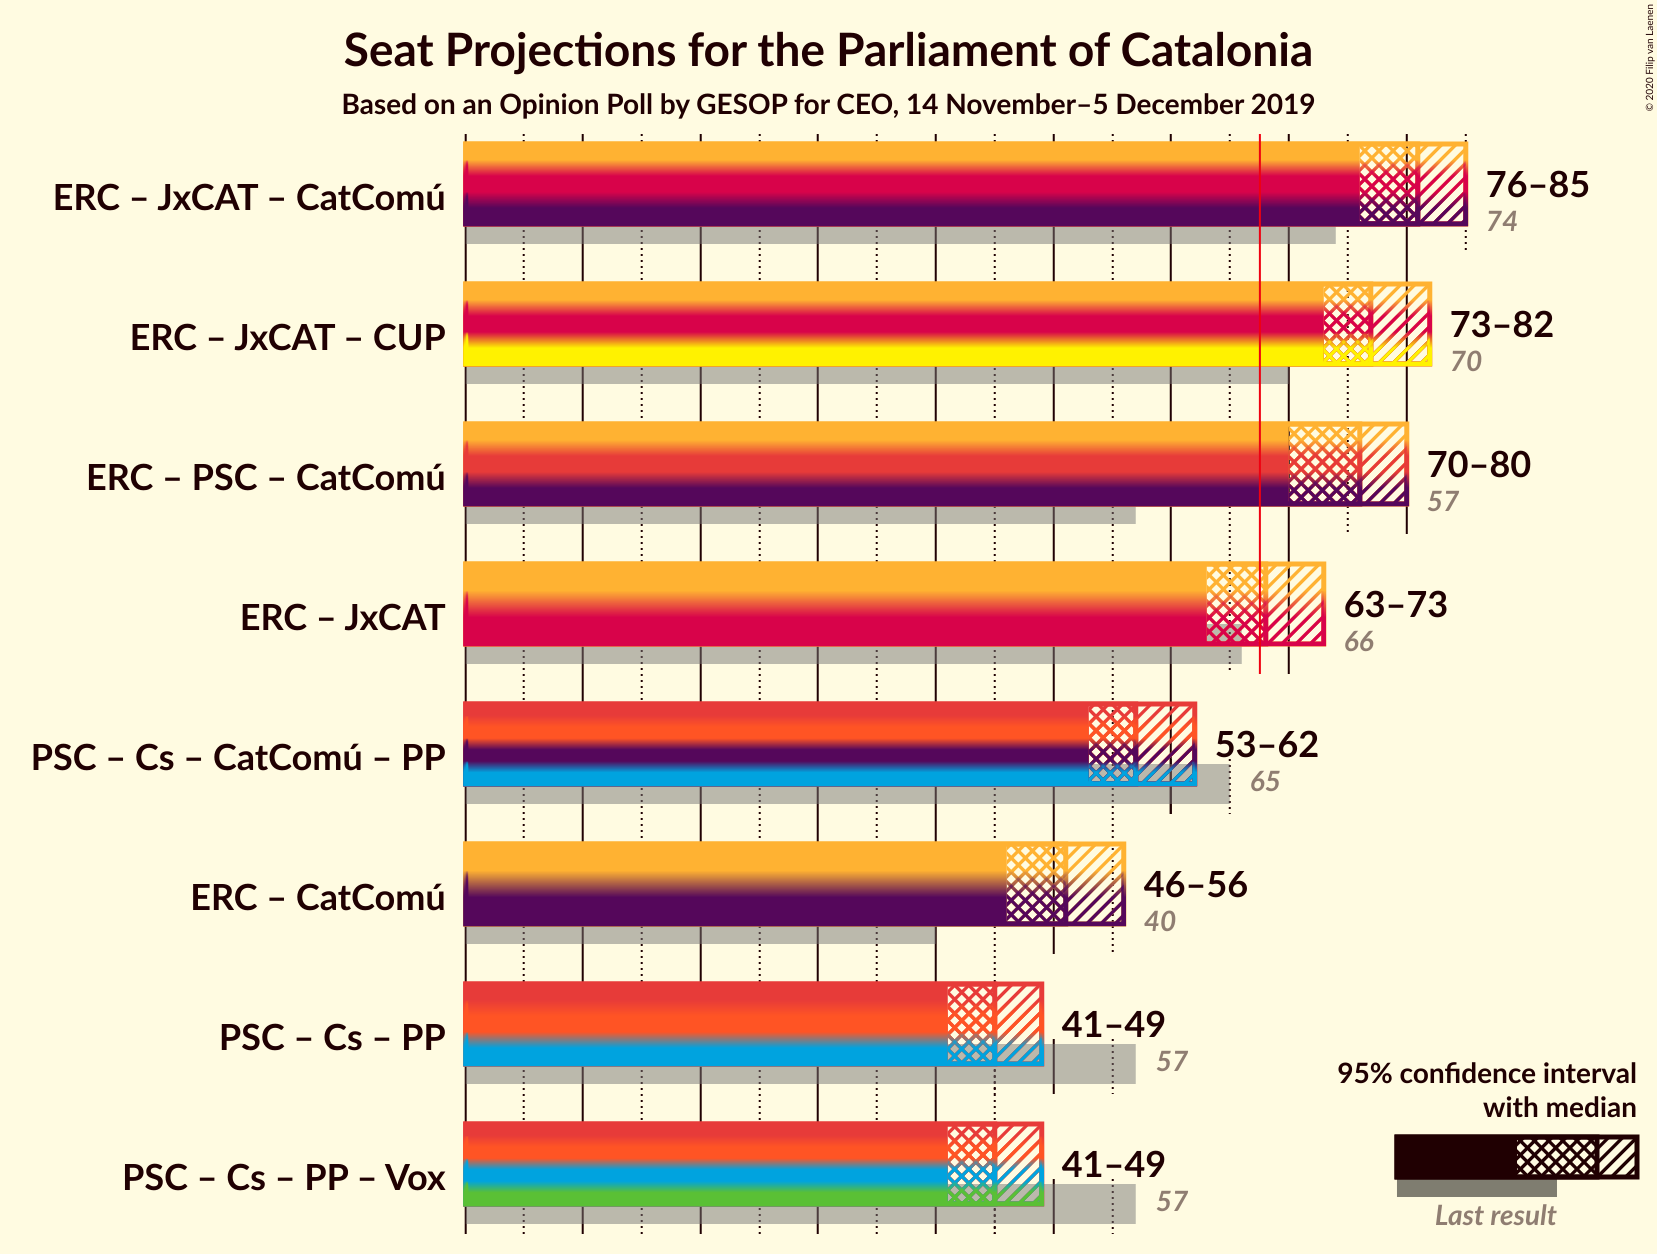 Seat Projections for the Parliament of Catalonia
Based on an Opinion Poll by GESOP for CEO, 14 November–5 December 2019
© 2020 Filip van Laenen
ERC – JxCAT – CatComú
76–85
74
ERC – JxCAT – CUP
73–82
70
ERC – PSC – CatComú
70–80
57
ERC – JxCAT
63–73
66
PSC – Cs – CatComú – PP
53–62
65
ERC – CatComú
46–56
40
PSC – Cs – PP
41–49
57
PSC – Cs – PP – Vox
41–49
57
95% confidence interval
with median
Last result